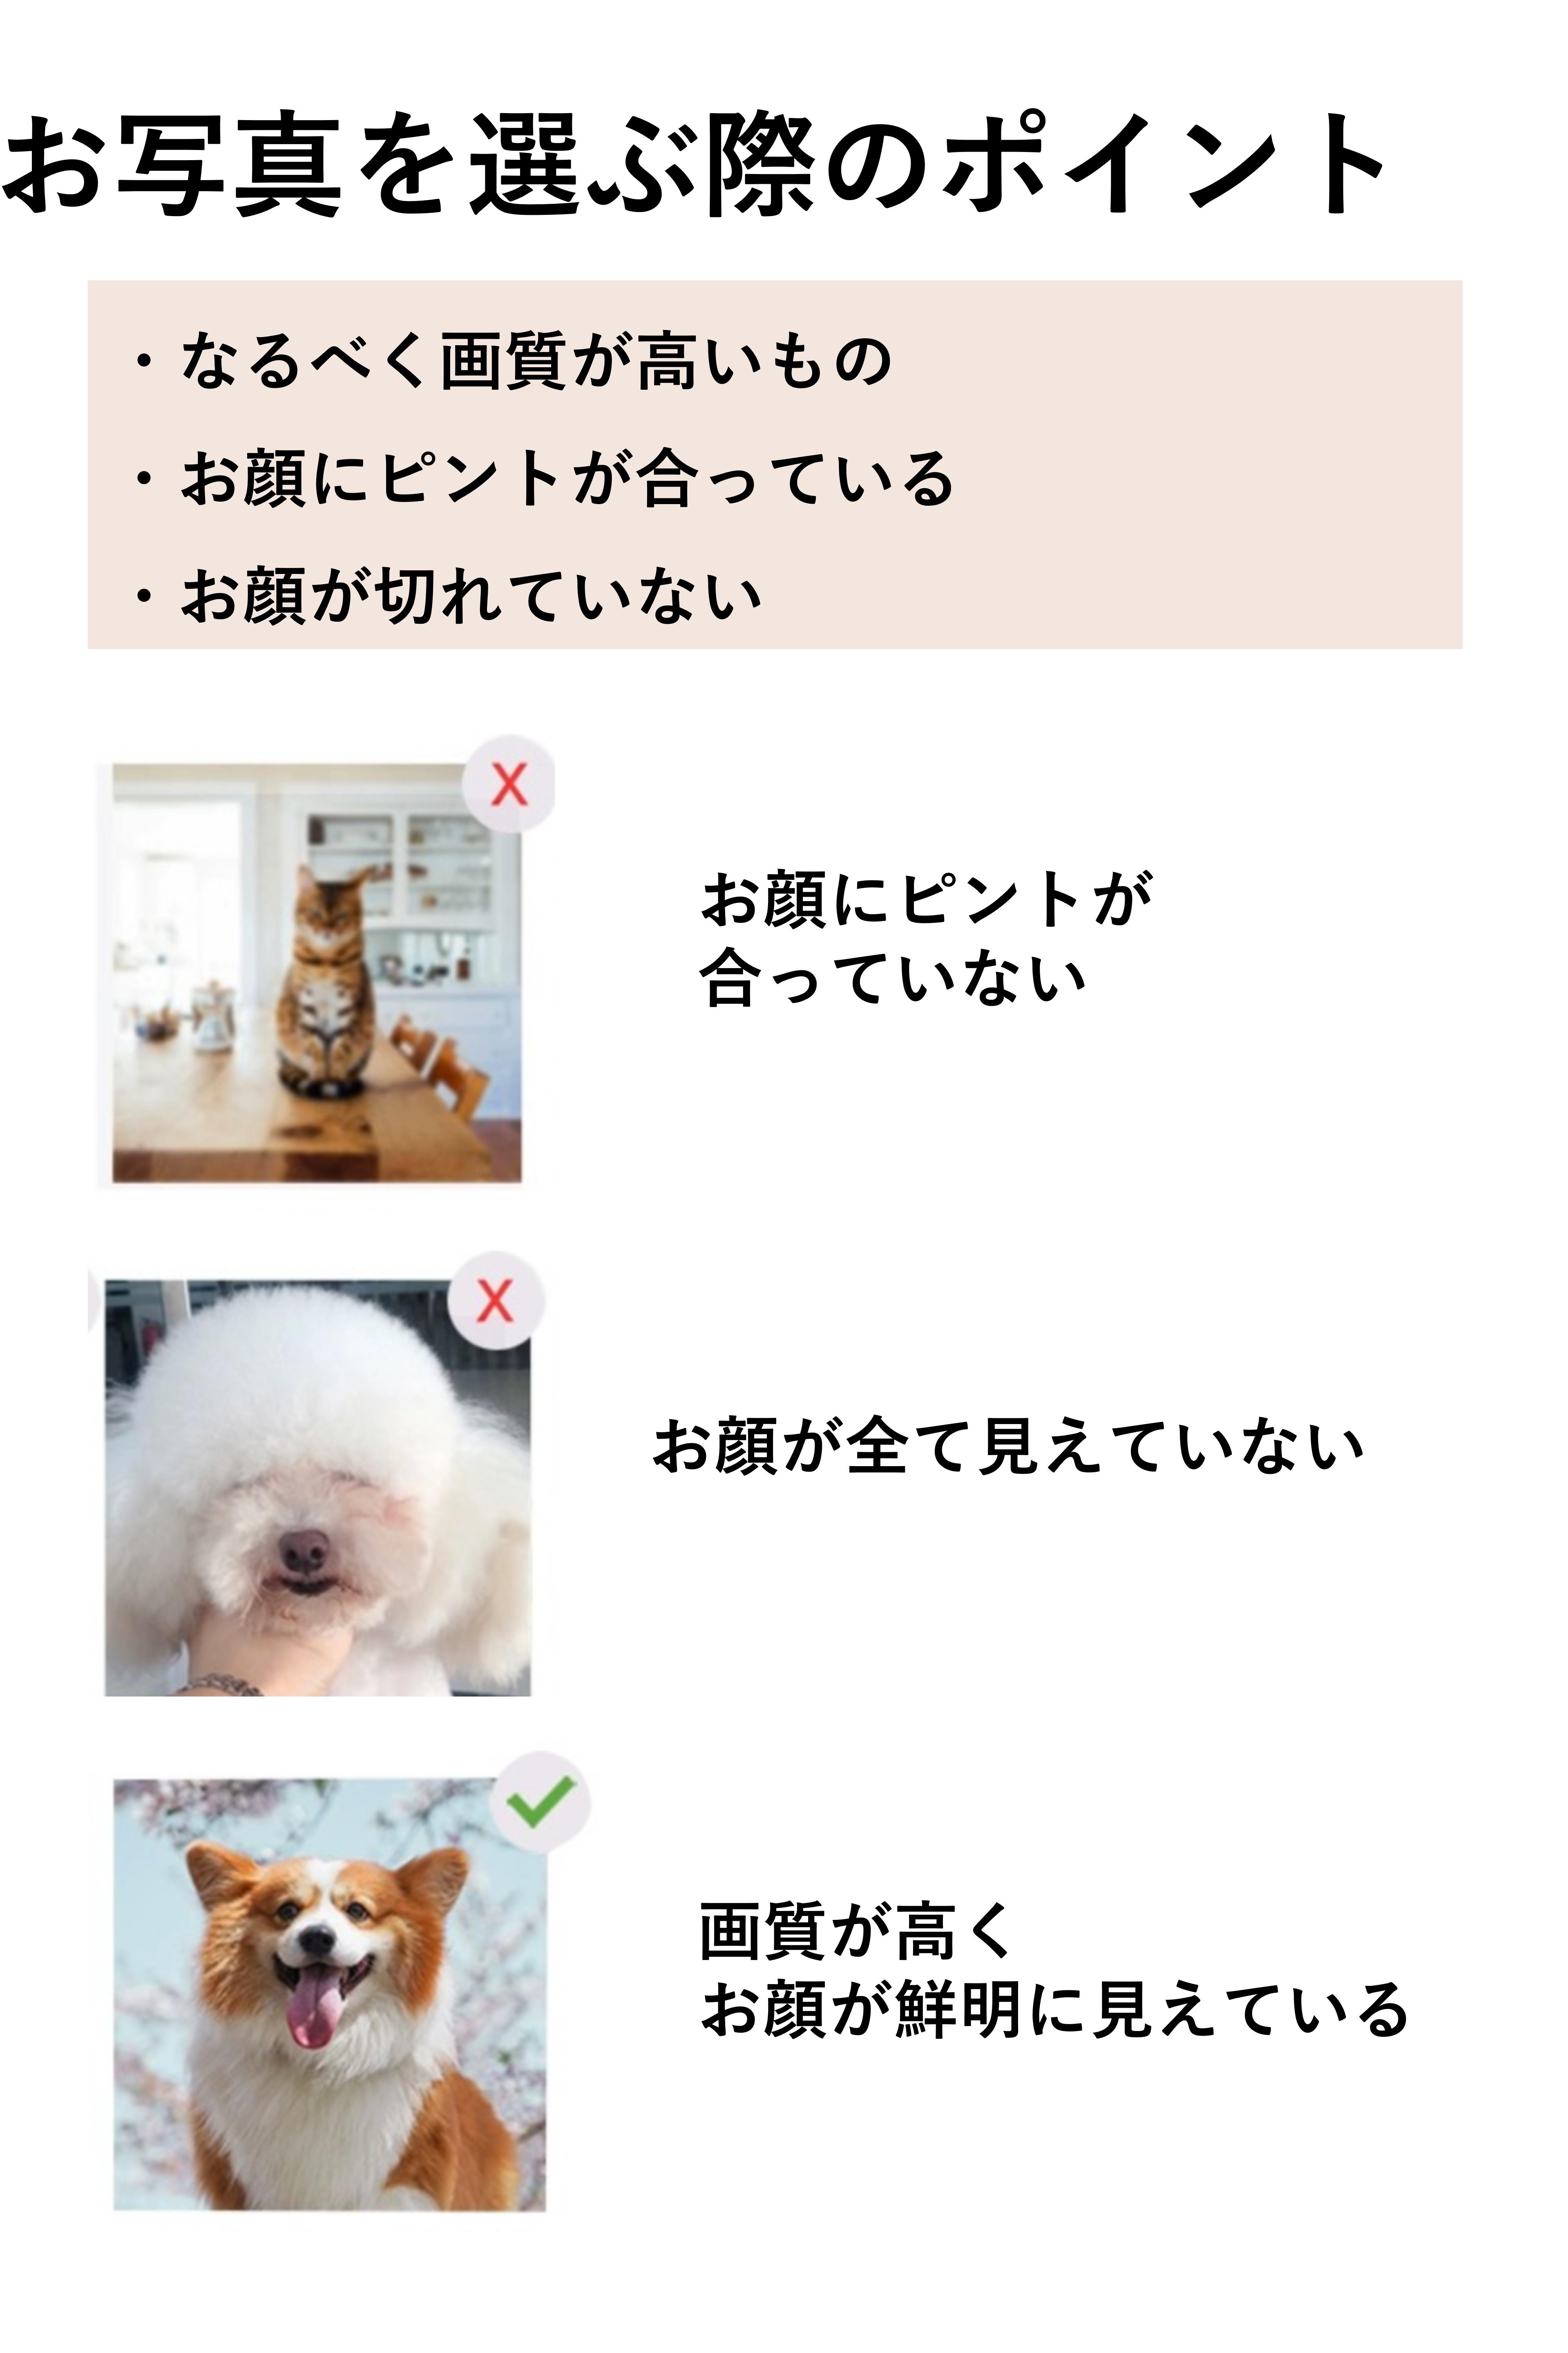 お写真を選ぶ際のポイント
・なるべく画質が高いもの
・お顔にピントが合っている
・お顔が切れていない
X
お顔にピントが
合っていない
X
お顔が全て見えていない
画質が高く
お顔が鮮明に見えている